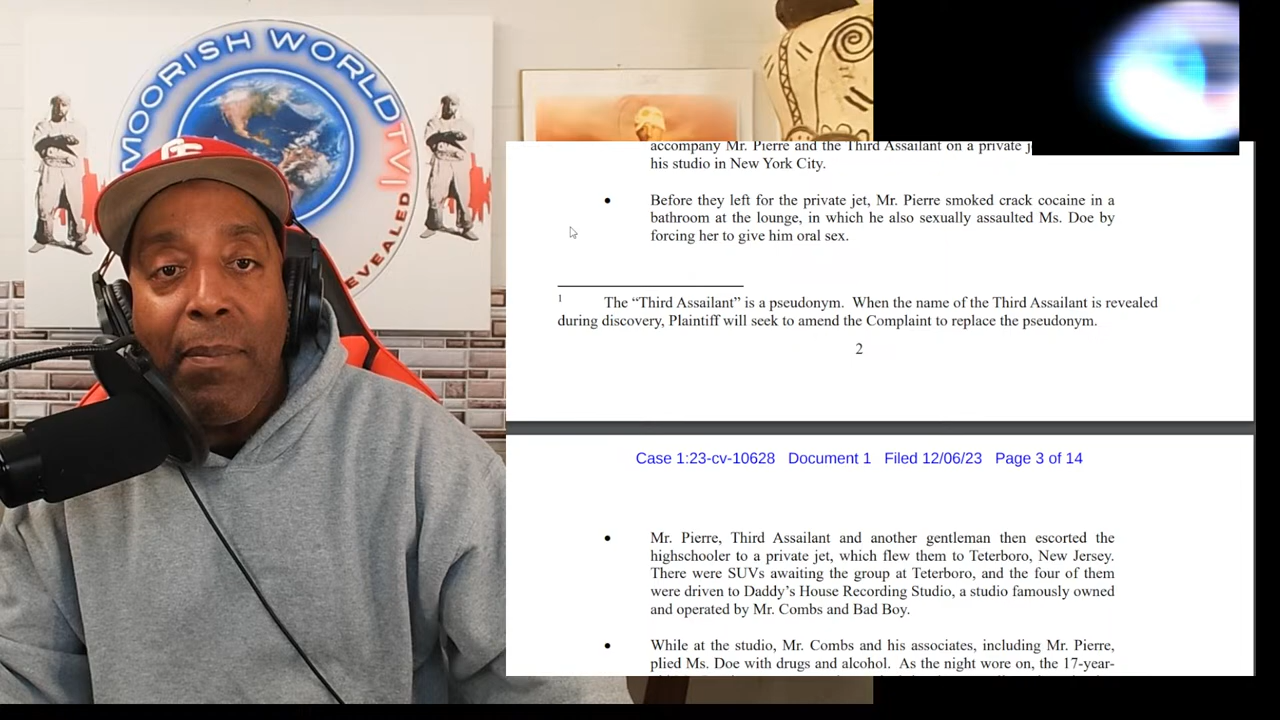 MOORISH WORLD TV
REVEALED
accompany Mr. Pierre and the Third Assailant on a private
his studio in New York City.
• Before they left for the private jet, Mr. Pierre smoked crack cocaine in a
bathroom at the lounge, in which he also sexually assaulted Ms. Doe by
forcing her to give him oral sex.
1 The “Third Assailant” is a pseudonym. When the name of the Third Assailant is revealed
during discovery, Plaintiff will seek to amend the Complaint to replace the pseudonym.
2
Case 1:23-cv-10628 Document 1 Filed 12/06/23 Page 3 of 14
• Mr. Pierre, Third Assailant and another gentleman then escorted the
highschooler to a private jet, which flew them to Teterboro, New Jersey.
There were SUVs awaiting the group at Teterboro, and the four of them
were driven to Daddy’s House Recording Studio, a studio famously owned
and operated by Mr. Combs and Bad Boy.
• While at the studio, Mr. Combs and his associates, including Mr. Pierre,
plied Ms. Doe with drugs and alcohol. As the night wore on, the 17-year-